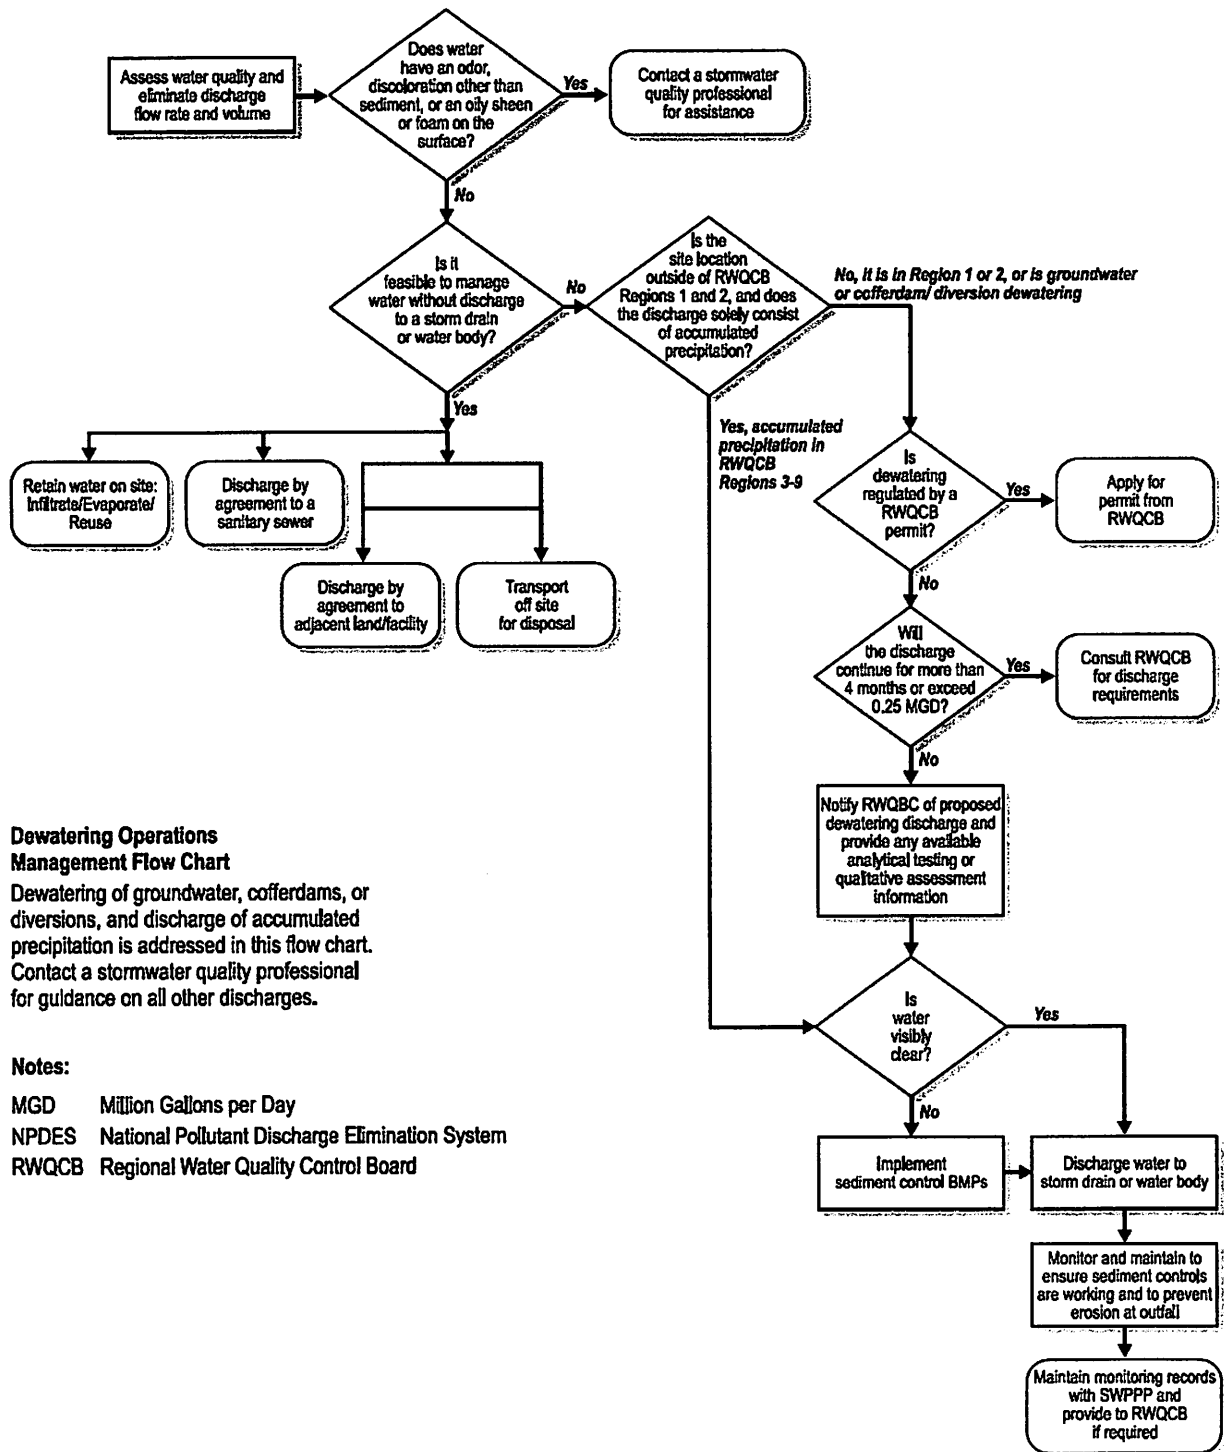 Assess water quality and
eliminate discharge
flow rate and volume
Does water
have an odor,
discoloration other than
sediment, or an oily sheen
or foam on the
surface?
Yes
Contact a stormwater
quality professional
for assistance
No
Is it
feasible to manage
water without discharge
to a storm drain
or water body?
No
Is the
site location
outside of RWQCB
Regions 1 and 2, and does
the discharge solely consist
of accumulated
precipitation?
No, it is in Region 1 or 2, or is groundwater
or cofferdam/ diversion dewatering
Yes
Yes, accumulated
precipitation in
RWQCB
Regions 3-9
Retain water on site:
Infiltrate/Evaporate/
Reuse
Discharge by
agreement to a
sanitary sewer
Discharge by
agreement to
adjacent land/facility
Transport
off site
for disposal
Is
dewatering
regulated by a
RWQCB
permit?
Yes
Apply for
permit from
RWQCB
No
Will
the discharge
continue for more than
4 months or exceed
0.25 MGD?
Yes
Consult RWQCB
for discharge
requirements
No
Notify RWQBC of proposed
dewatering discharge and
provide any available
analytical testing or
qualitative assessment
information
Is
water
visibly
clear?
Yes
No
Implement
sediment control BMPs
Discharge water to
storm drain or water body
Monitor and maintain to
ensure sediment controls
are working and to prevent
erosion at outfall
Maintain monitoring records
with SWPPP and
provide to RWQCB
if required
Dewatering Operations
Management Flow Chart
Dewatering of groundwater, cofferdams, or
diversions, and discharge of accumulated
precipitation is addressed in this flow chart.
Contact a stormwater quality professional
for guidance on all other discharges.
Notes:
MGD Million Gallons per Day
NPDES National Pollutant Discharge Elimination System
RWQCB Regional Water Quality Control Board